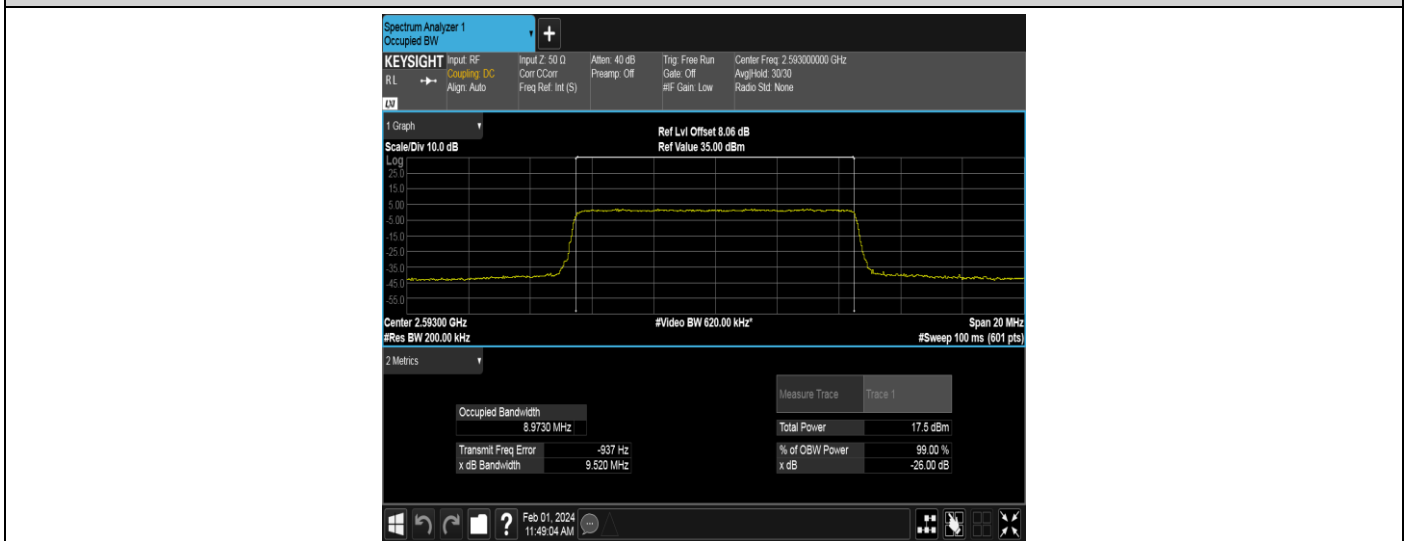 Spectrum Analyzer 1
Occupied BW
+
KEYSIGHT Input: RF Input Z: 50 Ω Atten: 40 dB Trig: Free Run Center Freq: 2.593000000 GHz
RL Coupling: DC Corr CCorr Preamp: Off Gate: Off Avg|Hold: 30/30
Align: Auto Freq Ref: Int (S) #IF Gain: Low Radio Std: None
LXI
1 Graph
Ref Lvl Offset 8.06 dB
Scale/Div 10.0 dB Ref Value 35.00 dBm
Log
25.0
15.0
5.00
-5.00
-15.0
-25.0
-35.0
-45.0
-55.0
Center 2.59300 GHz #Video BW 620.00 kHz* Span 20 MHz
#Res BW 200.00 kHz #Sweep 100 ms (601 pts)
2 Metrics
Measure Trace Trace 1
Occupied Bandwidth
8.9730 MHz
Total Power 17.5 dBm
Transmit Freq Error -937 Hz % of OBW Power 99.00 %
x dB Bandwidth 9.520 MHz x dB -26.00 dB
? Feb 01, 2024
11:49:04 AM